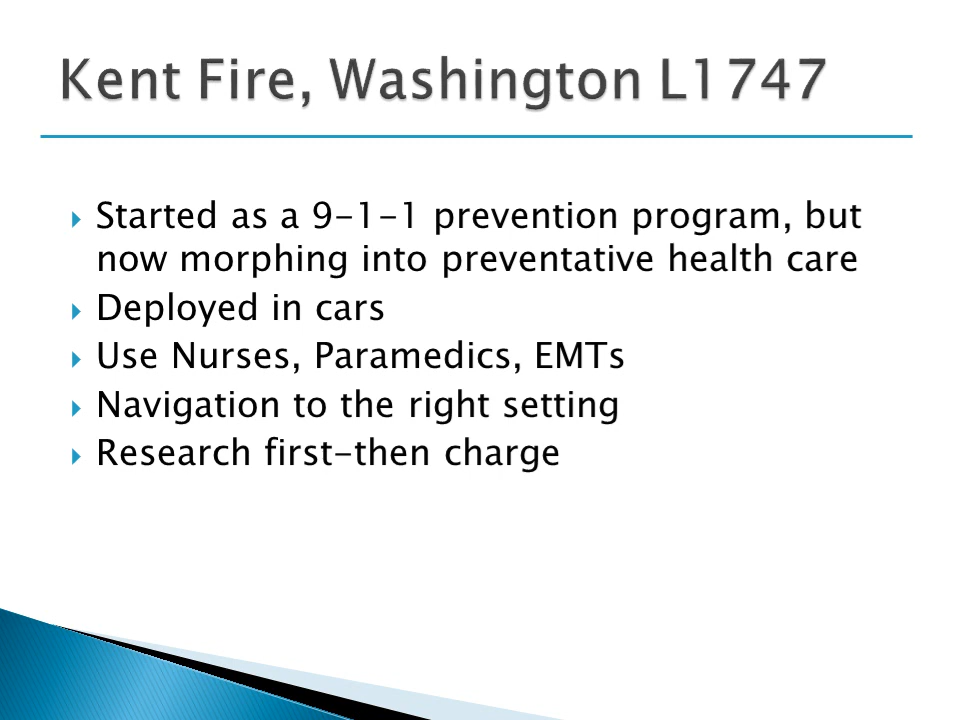 Kent Fire, Washington L1747
Started as a 9-1-1 prevention program, but
now morphing into preventative health care
Deployed in cars
Use Nurses, Paramedics, EMTs
Navigation to the right setting
Research first-then charge